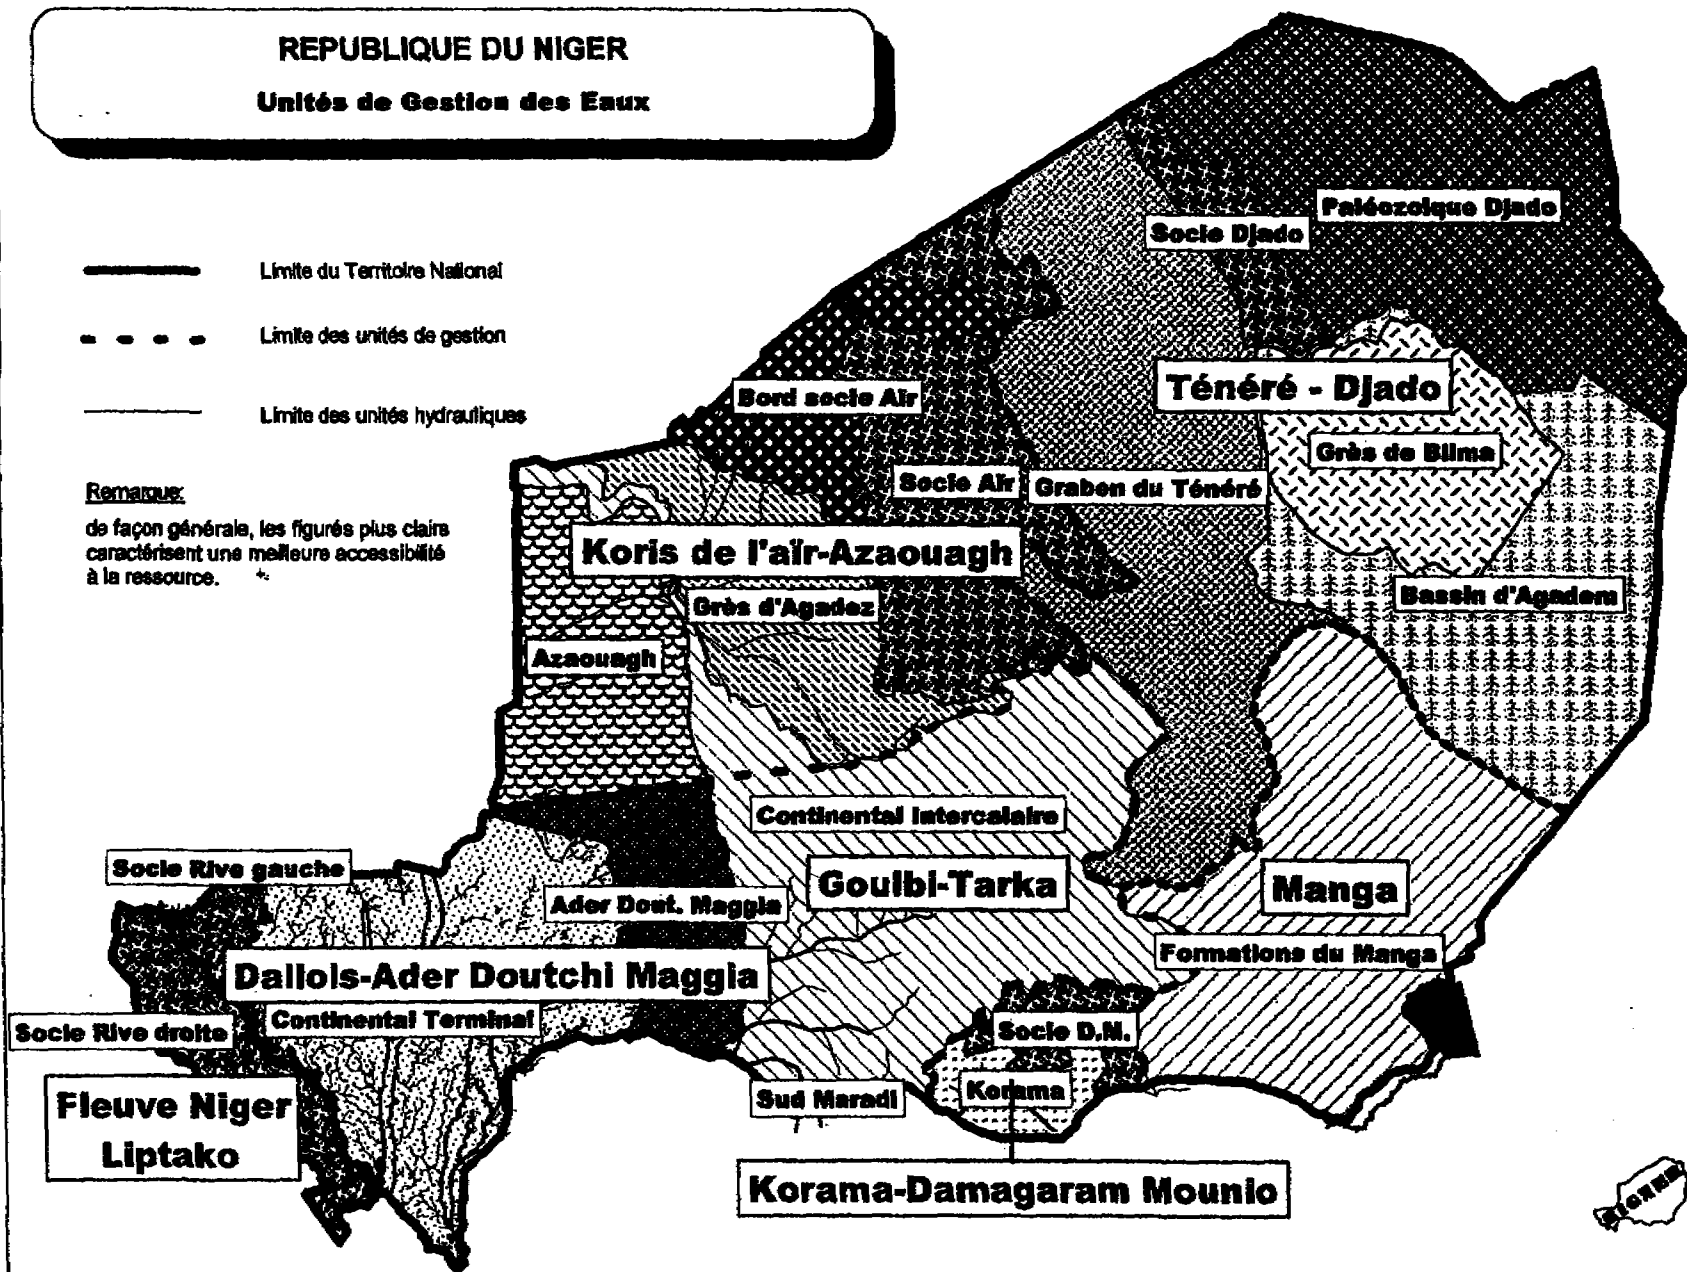 REPUBLIQUE DU NIGER
Unités de Gestion des Eaux
Limite du Territoire National
Limite des unités de gestion
Limite des unités hydrauliques
Remarque:
de façon générale, les figurés plus clairs
caractérisent une meilleure accessibilité
à la ressource.
Paléozoique Djado
Socle Djado
Ténéré - Djado
Bord socle Aïr
Grès de Bilma
Socle Aïr
Graben du Ténéré
Koris de l'aïr-Azaouagh
Bassin d'Agadem
Grès d'Agadez
Azaouagh
Continental Intercalaire
Socle Rive gauche
Goulbi-Tarka
Manga
Ader Dout. Maggia
Formations du Manga
Dallols-Ader Doutchi Maggia
Continental Terminal
Socle Rive droite
Socle D.M.
Korama
Sud Maradi
Fleuve Niger
Liptako
Korama-Damagaram Mounio